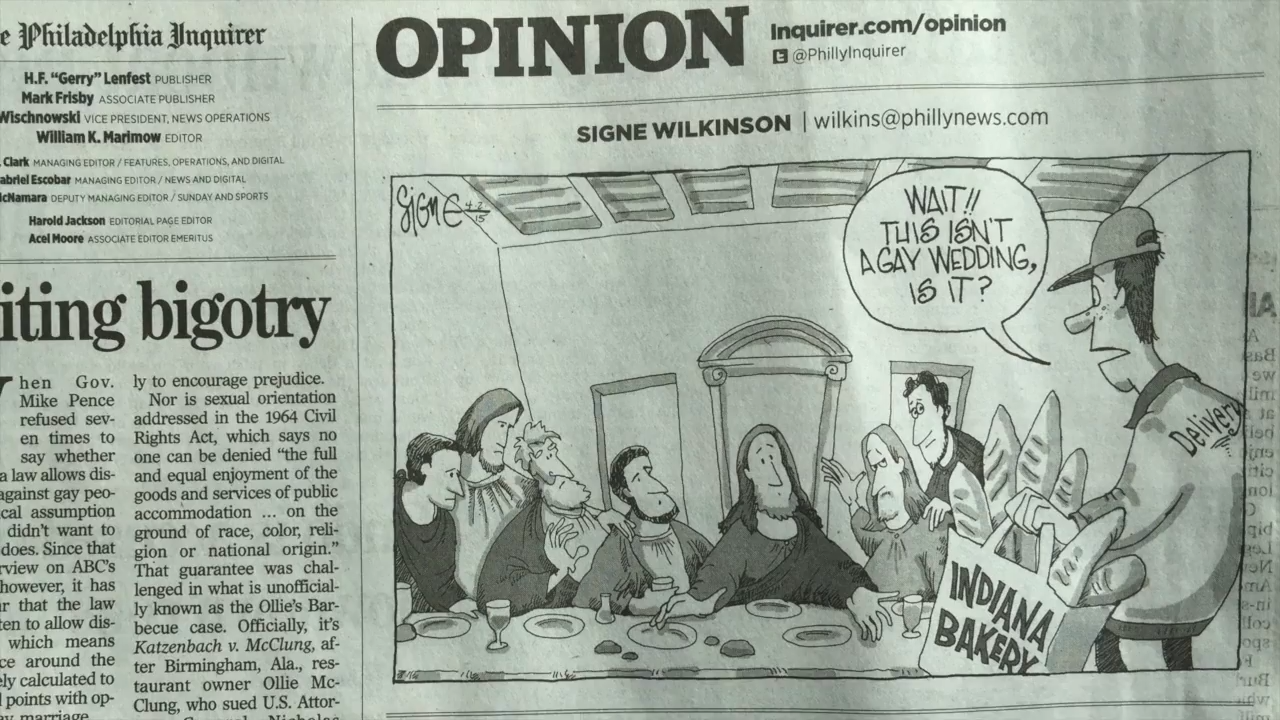 e Philadelphia Inquirer
H.F. “Gerry” Lenfest PUBLISHER
Mark Frisby ASSOCIATE PUBLISHER
Wischnowski VICE PRESIDENT, NEWS OPERATIONS
William K. Marimow EDITOR
Clark MANAGING EDITOR / FEATURES, OPERATIONS, AND DIGITAL
abriel Escobar MANAGING EDITOR / NEWS AND DIGITAL
cNamara DEPUTY MANAGING EDITOR / SUNDAY AND SPORTS
Harold Jackson EDITORIAL PAGE EDITOR
Acel Moore ASSOCIATE EDITOR EMERITUS
iting bigotry
hen Gov.
Mike Pence
refused sev-
en times to
say whether
a law allows dis-
against gay peo-
cal assumption
didn’t want to
does. Since that
rview on ABC’s
however, it has
r that the law
ten to allow dis-
which means
ce around the
ely calculated to
l points with op-
ay marriage
ly to encourage prejudice.
Nor is sexual orientation
addressed in the 1964 Civil
Rights Act, which says no
one can be denied “the full
and equal enjoyment of the
goods and services of public
accommodation ... on the
ground of race, color, reli-
gion or national origin.”
That guarantee was chal-
lenged in what is unofficial-
ly known as the Ollie’s Bar-
becue case. Officially, it’s
Katzenbach v. McClung, af-
ter Birmingham, Ala., res-
taurant owner Ollie Mc-
Clung, who sued U.S. Attor-
OPINION
Inquirer.com/opinion
@PhillyInquirer
SIGNE WILKINSON | wilkins@phillynews.com
Signe 4-2
15
WAIT!!
THIS ISN'T
A GAY WEDDING,
IS IT?
Delivery
INDIANA
BAKERY